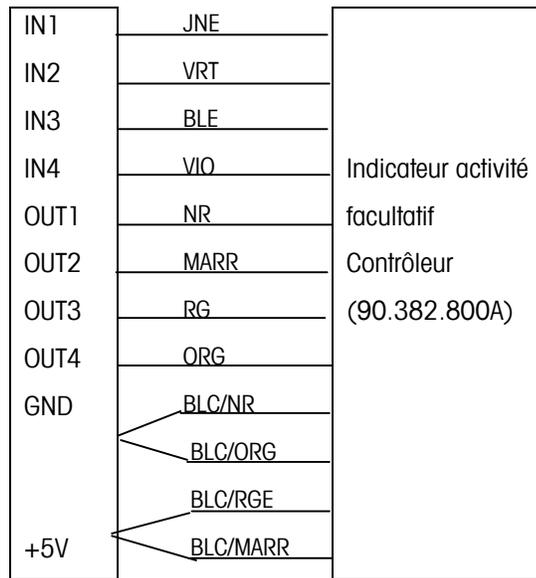 IN1 JNE
IN2 VRT
IN3 BLE
IN4 VIO Indicateur activité
OUT1 NR facultatif
OUT2 MARR Contrôleur
OUT3 RG (90.382.800A)
OUT4 ORG
GND BLC/NR
BLC/ORG
BLC/RGE
+5V BLC/MARR